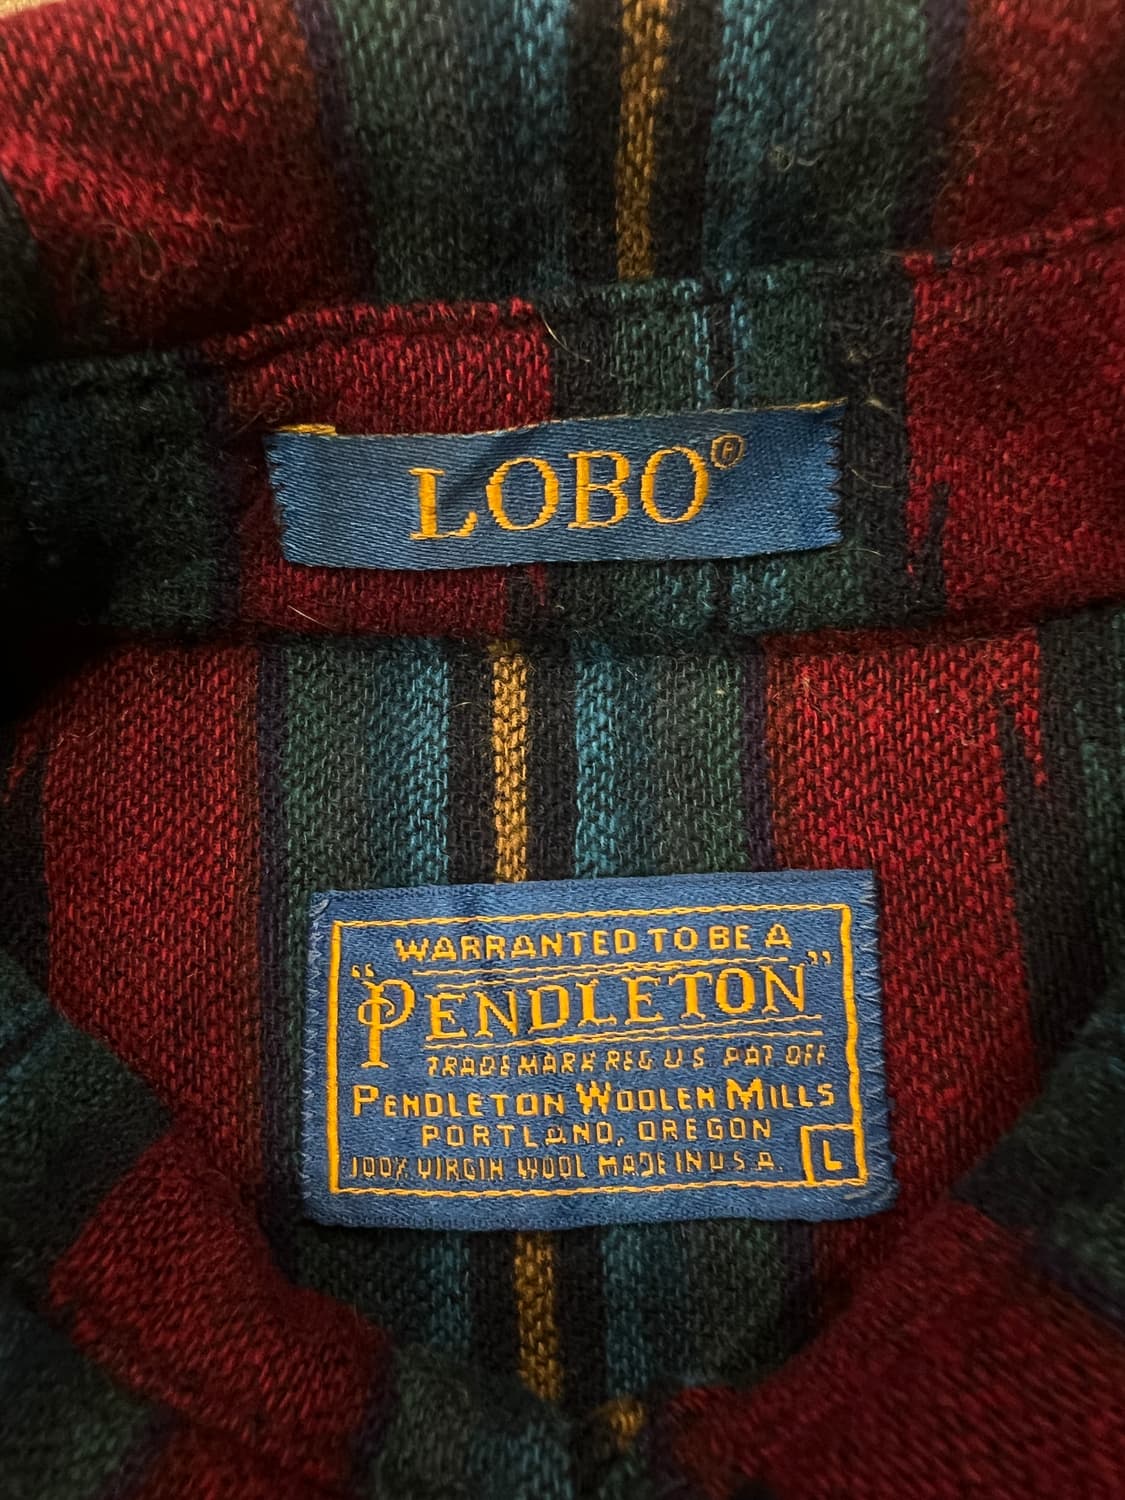 LOBO®
WARRANTED TO BE A
"PENDLETON"
TRADE MARK REG U S PAT OFF
PENDLETON WOOLEN MILLS
PORTLAND, OREGON
100% VIRGIN WOOL MADE IN U S A.
L